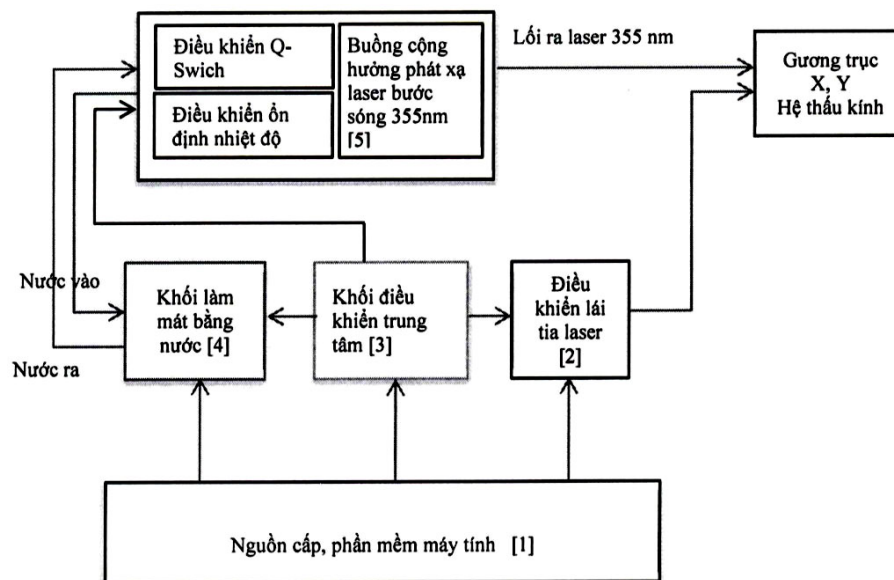 Điều khiển Q-
Swich
Điều khiển ổn
định nhiệt độ
Buồng cộng
hưởng phát xạ
laser bước
sóng 355nm
[5]
Lối ra laser 355 nm
Gương trục
X, Y
Hệ thấu kính
Nước vào
Nước ra
Khối làm
mát bằng
nước [4]
Khối điều
khiển trung
tâm [3]
Điều
khiển lái
tia laser
[2]
Nguồn cấp, phần mềm máy tính [1]